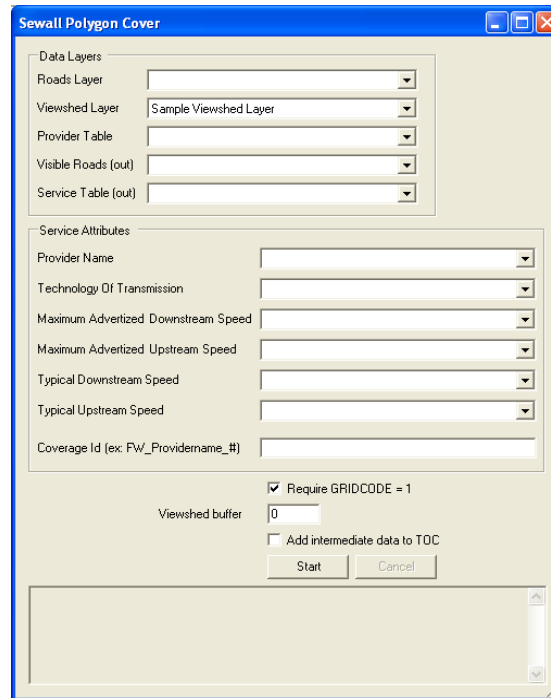 Sewall Polygon Cover
Data Layers
Roads Layer
Viewshed Layer Sample Viewshed Layer
Provider Table
Visible Roads (out)
Service Table (out)
Service Attributes
Provider Name
Technology Of Transmission
Maximum Advertized Downstream Speed
Maximum Advertized Upstream Speed
Typical Downstream Speed
Typical Upstream Speed
Coverage Id (ex: FW_Providername_#)
Require GRIDCODE = 1
Viewshed buffer 0
Add intermediate data to TOC
Start Cancel